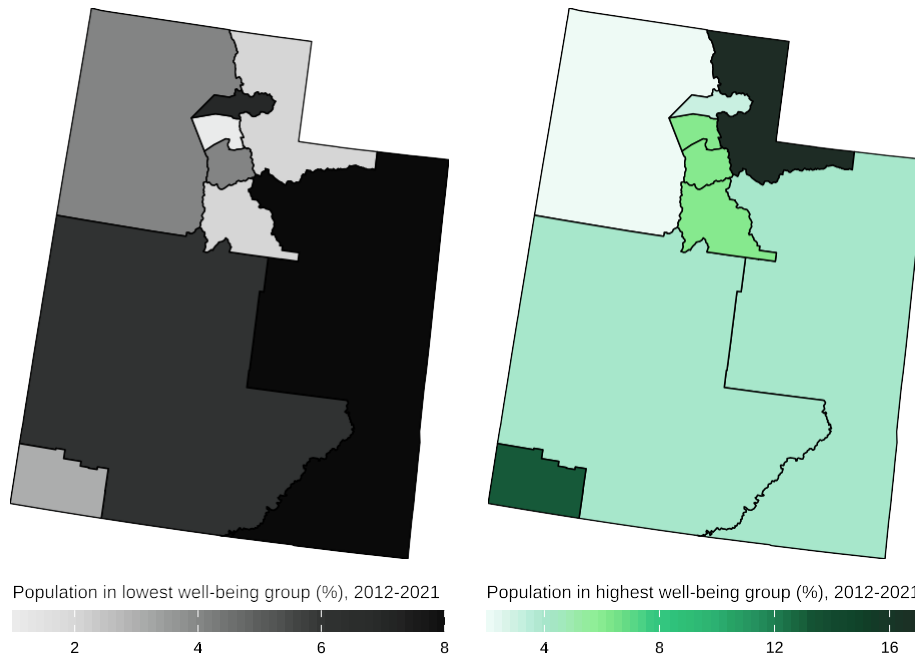 Population in lowest well-being group (%), 2012-2021
2 4 6 8
Population in highest well-being group (%), 2012-2021
4 8 12 16